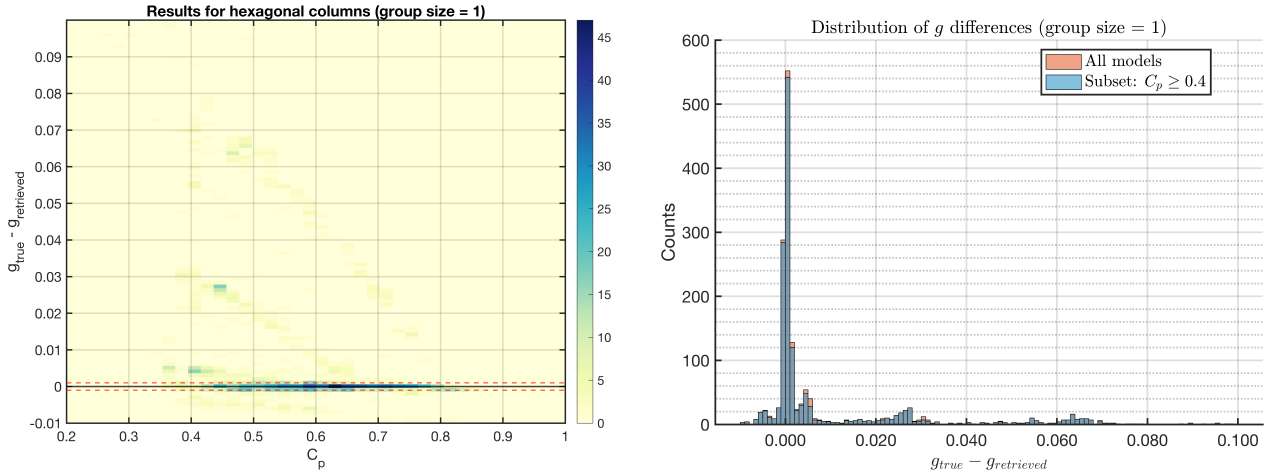 Results for hexagonal columns (group size = 1)
0.09
0.08
0.07
0.06
0.05
0.04
0.03
0.02
0.01
0
-0.01
g_true - g_retrieved
0.2 0.3 0.4 0.5 0.6 0.7 0.8 0.9 1
C_p
45
40
35
30
25
20
15
10
5
0
Distribution of g differences (group size = 1)
All models
Subset: C_p ≥ 0.4
600
500
400
300
200
100
0
Counts
0.000 0.020 0.040 0.060 0.080 0.100
g_true − g_retrieved